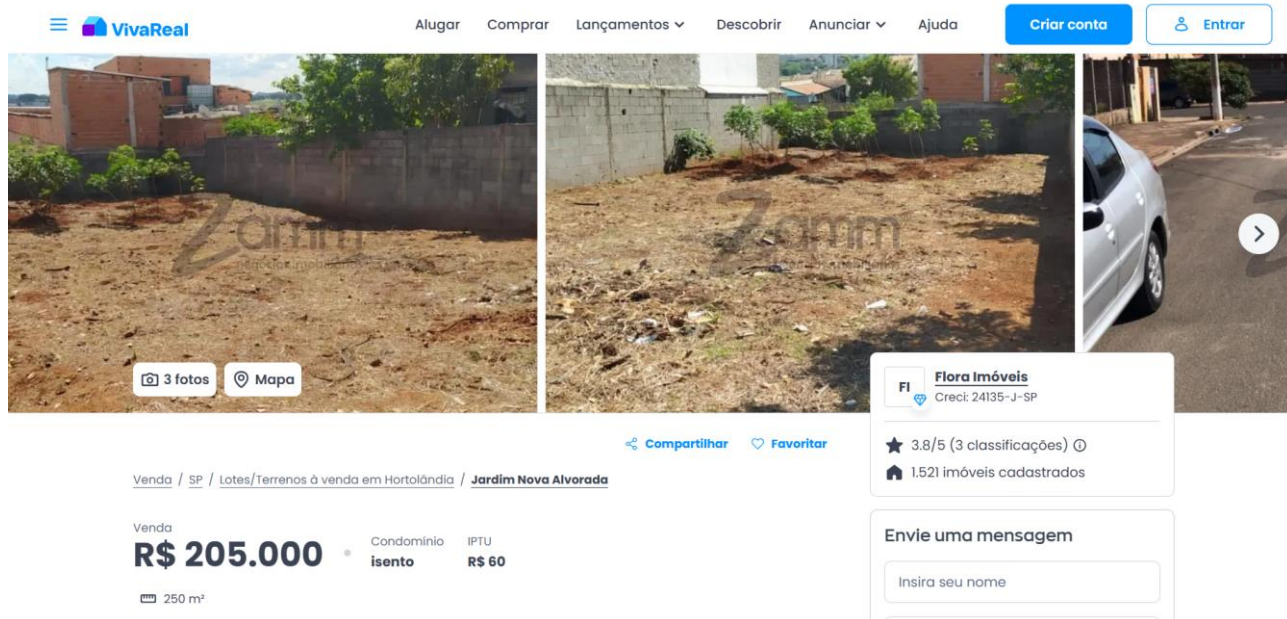 VivaReal
Alugar Comprar Lançamentos Descobrir Anunciar Ajuda Criar conta Entrar
Zamm
Zamm
3 fotos Mapa
FI
Flora Imóveis
Creci: 24135-J-SP
Compartilhar Favoritar
3.8/5 (3 classificações)
1.521 imóveis cadastrados
Venda / SP / Lotes/Terrenos à venda em Hortolândia / Jardim Nova Alvorada
Venda
R$ 205.000
Condomínio
isento
IPTU
R$ 60
250 m²
Envie uma mensagem
Insira seu nome